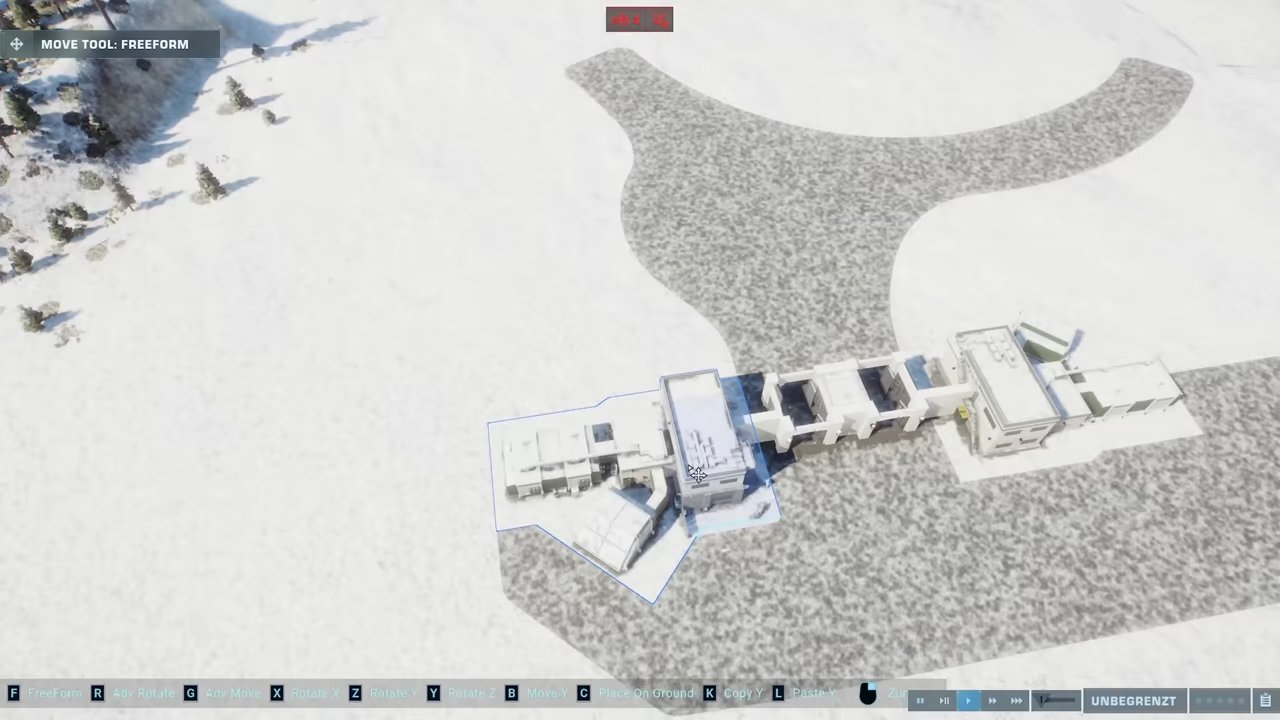 MOVE TOOL: FREEFORM
F FreeForm R Adv Rotate G Adv Move X Rotate X Z Rotate Y Y Rotate Z B Move Y C Place On Ground K Copy Y L Paste Y
UNBEGRENZT